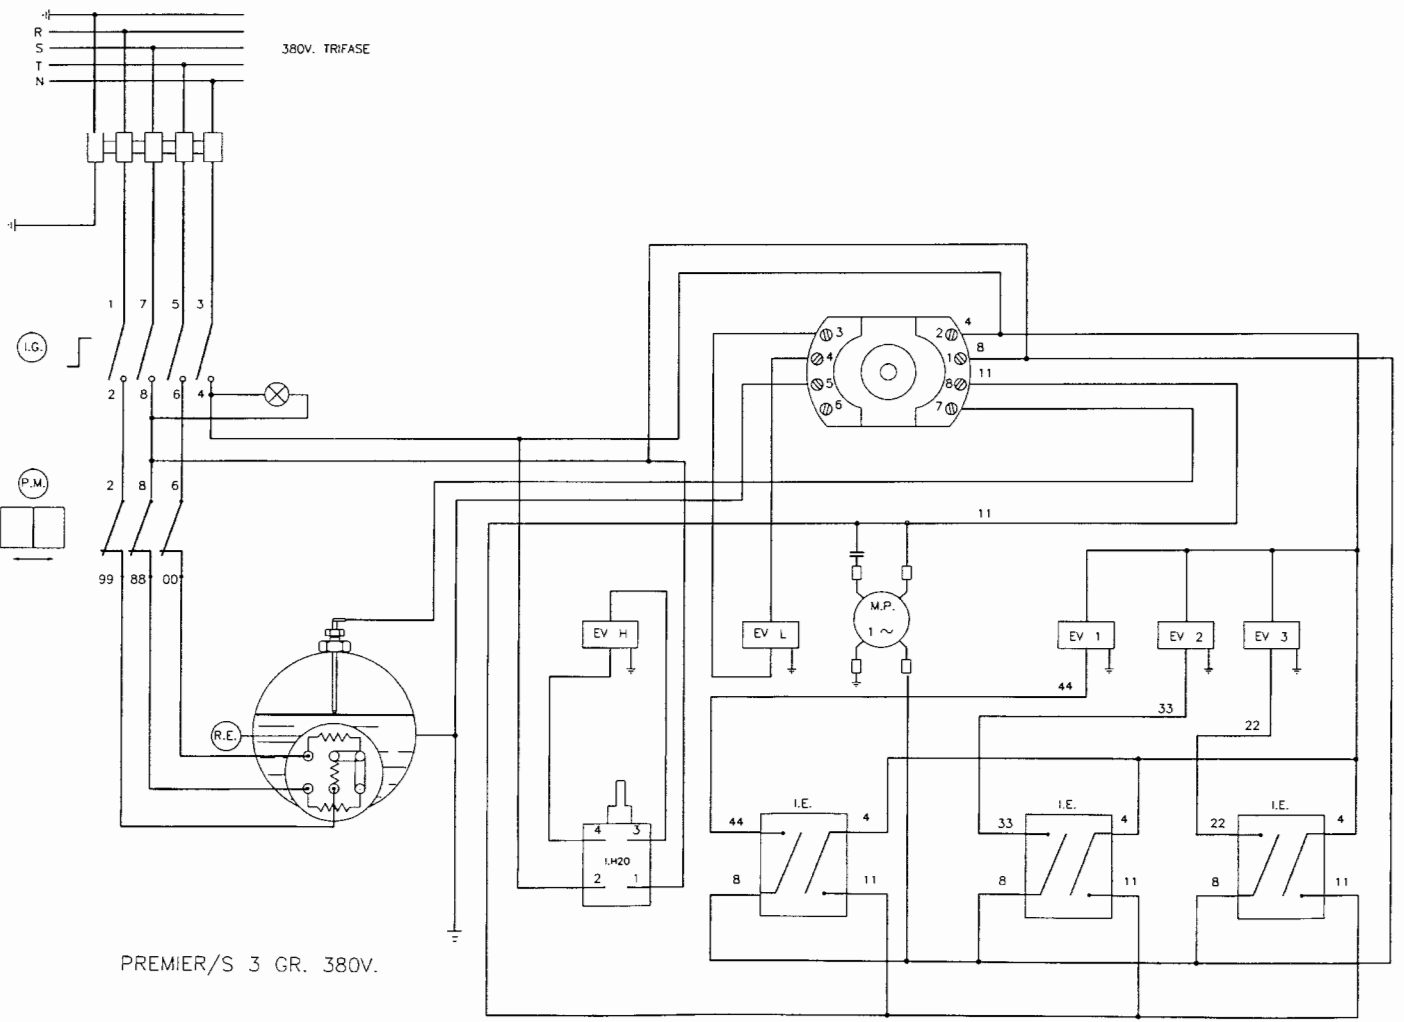 R
S
380V. TRIFASE
T
N
1 7 5 3
I.G.
2 8 6 4
P.M.
2 8 6
99 88 00
3 2 4
4 1 8
5 8 11
6 7
11
M.P.
1 ~
EV H
EV L
EV 1
EV 2
EV 3
44
33
22
R.E.
I.E.
I.E.
I.E.
44 4
33 4
22 4
4 3
I.H20
2 1
8 11
8 11
8 11
PREMIER/S 3 GR. 380V.